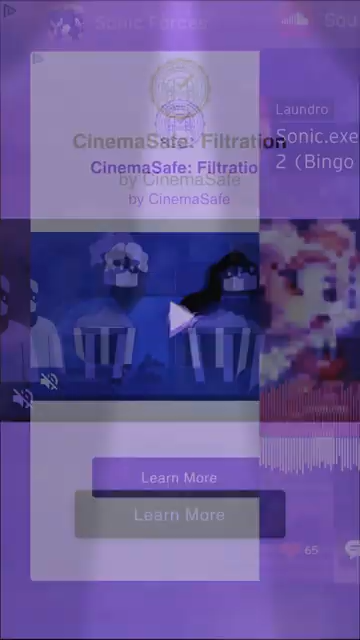 Sonic Forces
Laundro
Sonic.exe
2 (Bingo
CinemaSafe: Filtration
CinemaSafe: Filtratio
by CinemaSafe
by CinemaSafe
Learn More
Learn More
65